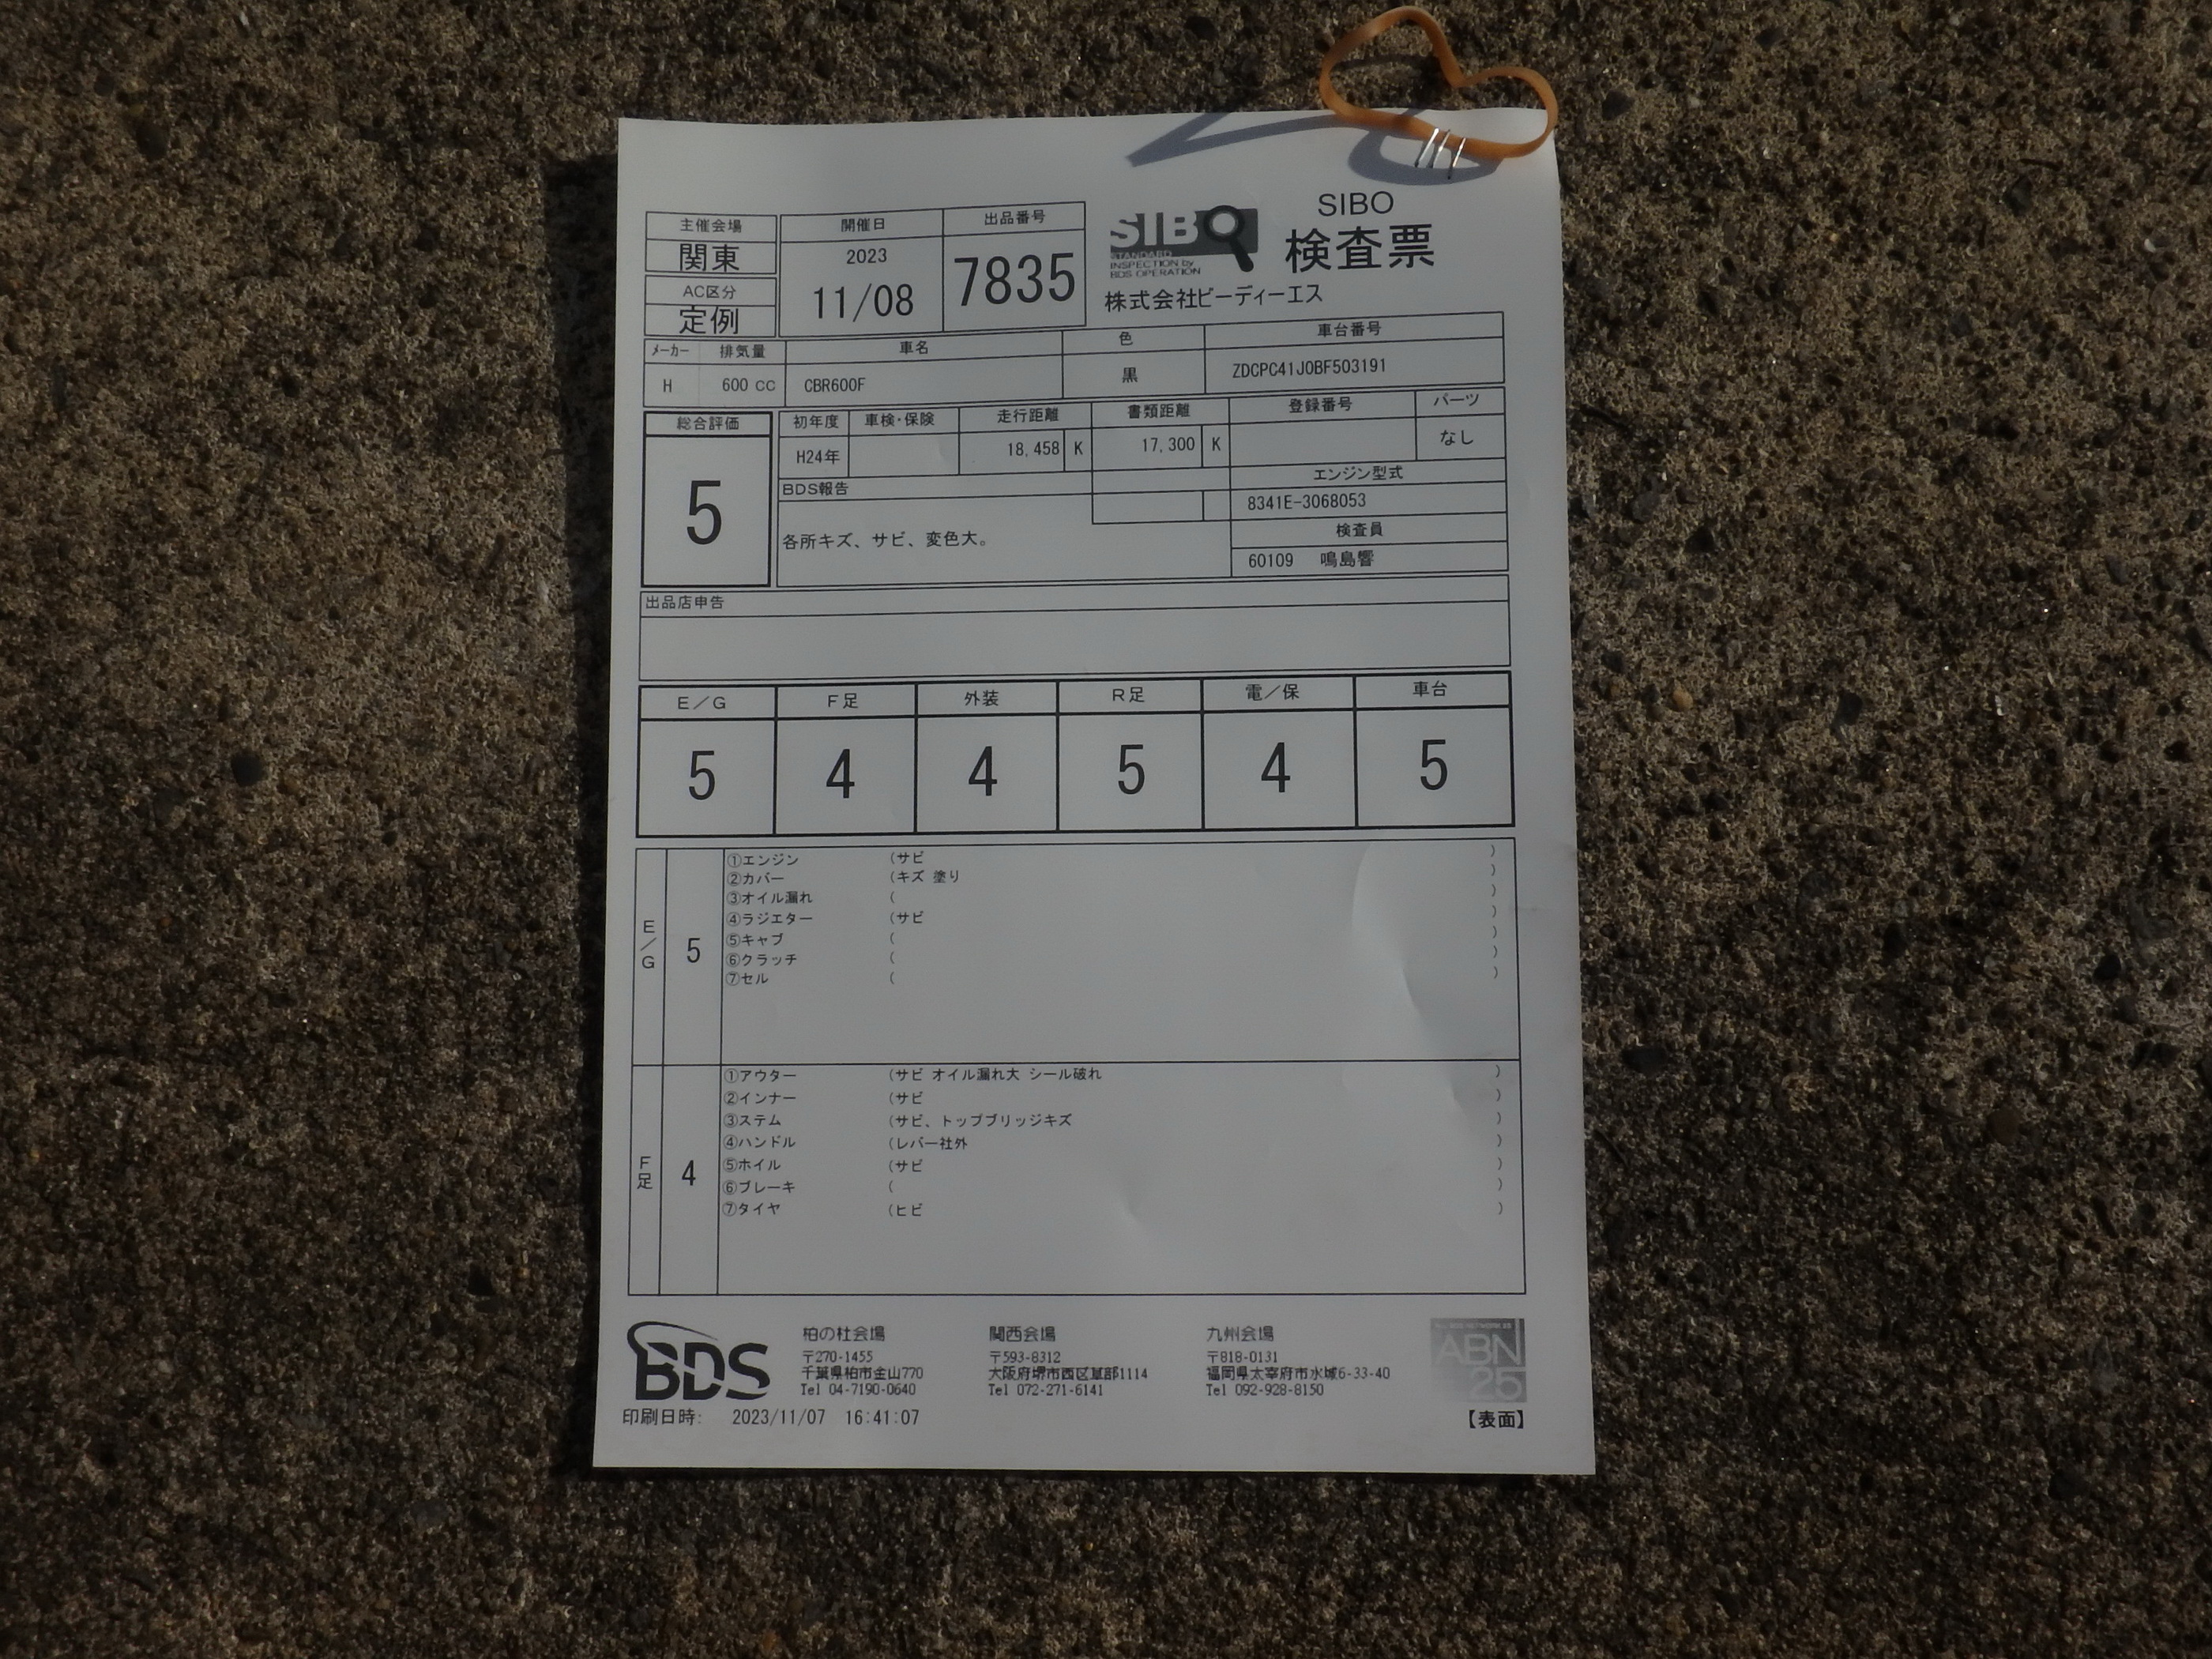 SIBO
検査票
SIBO
STANDARD
INSPECTION by
BDS OPERATION
株式会社ビーディーエス
主催会場 開催日 出品番号
関東 2023 7835
AC区分 11/08
定例
メーカー 排気量 車名 色 車台番号
H 600 CC CBR600F 黒 ZDCPC41J0BF503191
総合評価 初年度 車検・保険 走行距離 書類距離 登録番号 パーツ
5 H24年 18,458 K 17,300 K なし
BDS報告 エンジン型式
8341E-3068053
各所キズ、サビ、変色大。 検査員
60109 鳴島響
出品店申告
E/G F足 外装 R足 電/保 車台
5 4 4 5 4 5
E/G 5
①エンジン (サビ )
②カバー (キズ 塗り )
③オイル漏れ ( )
④ラジエター (サビ )
⑤キャブ ( )
⑥クラッチ ( )
⑦セル ( )
F足 4
①アウター (サビ オイル漏れ大 シール破れ )
②インナー (サビ )
③ステム (サビ、トップブリッジキズ )
④ハンドル (レバー社外 )
⑤ホイル (サビ )
⑥ブレーキ ( )
⑦タイヤ (ヒビ )
BDS
柏の杜会場
〒270-1455
千葉県柏市金山770
Tel 04-7190-0640
関西会場
〒593-8312
大阪府堺市西区草部1114
Tel 072-271-6141
九州会場
〒818-0131
福岡県太宰府市水城6-33-40
Tel 092-928-8150
ABN
25
印刷日時: 2023/11/07 16:41:07
【表面】